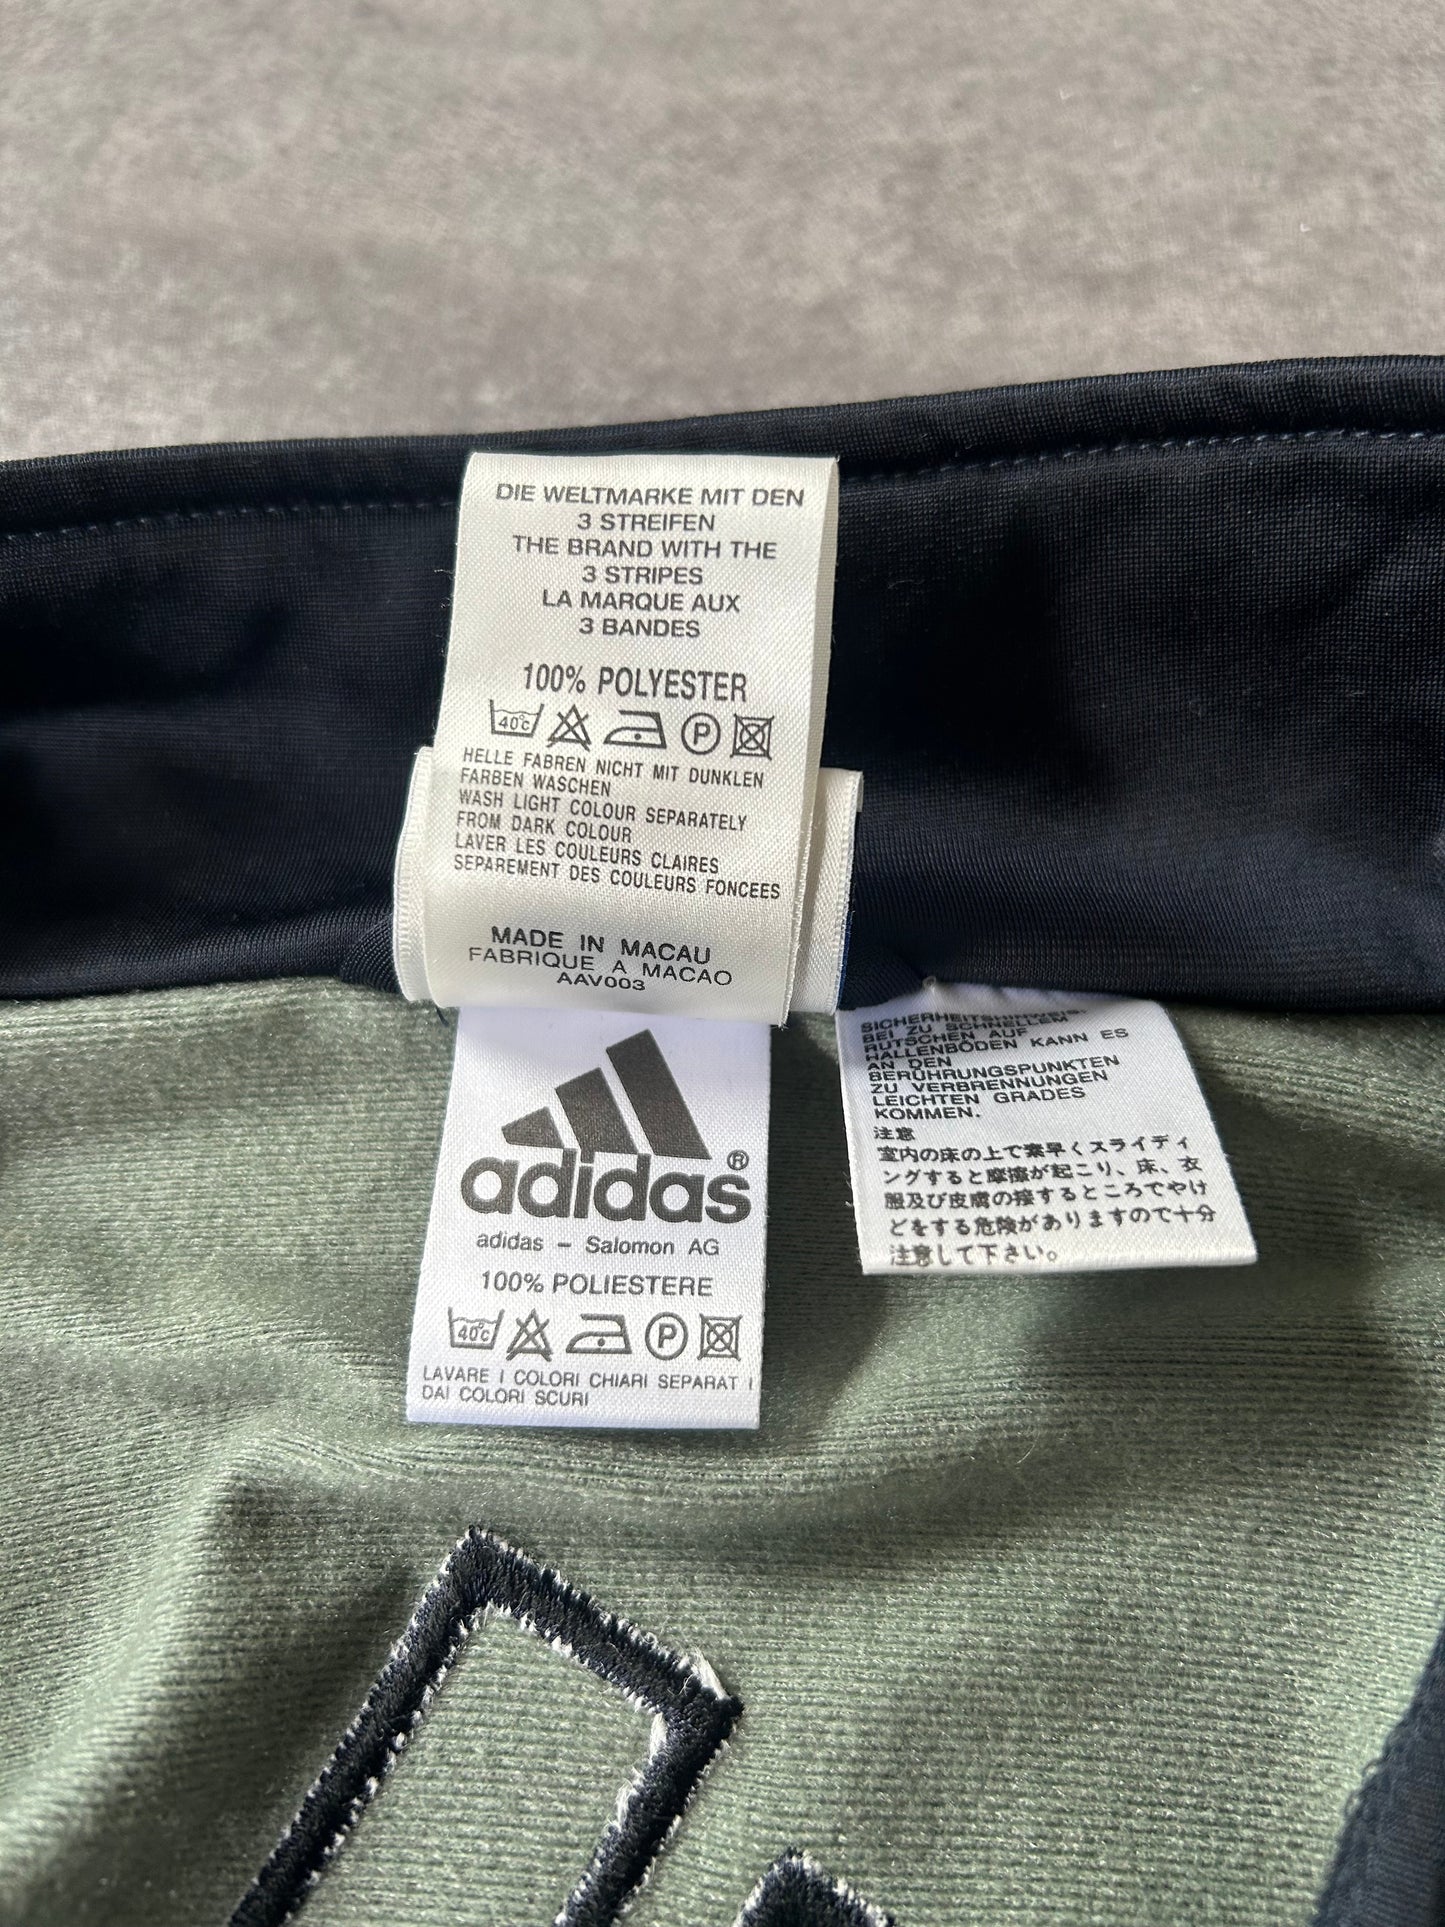 DIE WELTMARKE MIT DEN
3 STREIFEN
THE BRAND WITH THE
3 STRIPES
LA MARQUE AUX
3 BANDES
100% POLYESTER
40°C P
HELLE FABREN NICHT MIT DUNKLEN
FARBEN WASCHEN
WASH LIGHT COLOUR SEPARATELY
FROM DARK COLOUR
LAVER LES COULEURS CLAIRES
SEPAREMENT DES COULEURS FONCEES
MADE IN MACAU
FABRIQUE A MACAO
AAV003
adidas®
adidas – Salomon AG
100% POLIESTERE
40°C P
LAVARE I COLORI CHIARI SEPARAT I
DAI COLORI SCURI
SICHERHEITSHINWEIS:
BEI ZU SCHNELLEM
RUTSCHEN AUF
HALLENBÖDEN KANN ES
AN DEN
BERÜHRUNGSPUNKTEN
ZU VERBRENNUNGEN
LEICHTEN GRADES
KOMMEN.
注意
室内の床の上で素早くスライディ
ングすると摩擦が起こり、床、衣
服及び皮膚の接するところでやけ
どをする危険がありますので十分
注意して下さい。